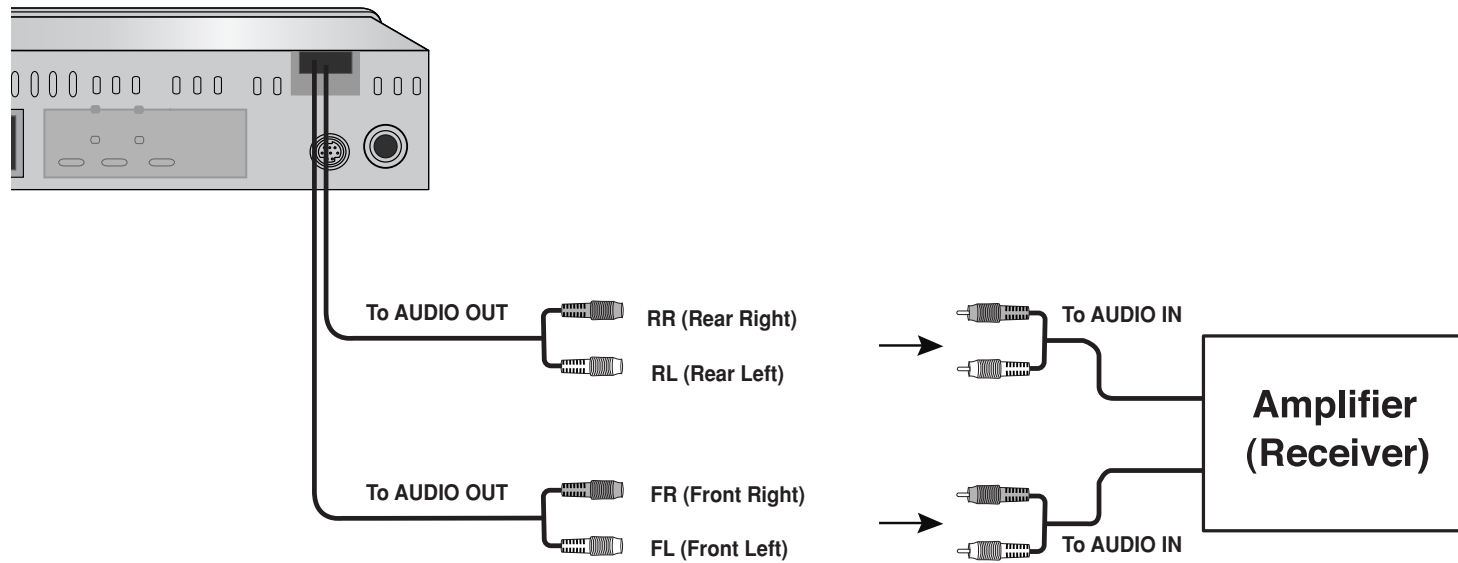 To AUDIO OUT
RR (Rear Right)
RL (Rear Left)
To AUDIO IN
Amplifier
(Receiver)
To AUDIO OUT
FR (Front Right)
FL (Front Left)
To AUDIO IN